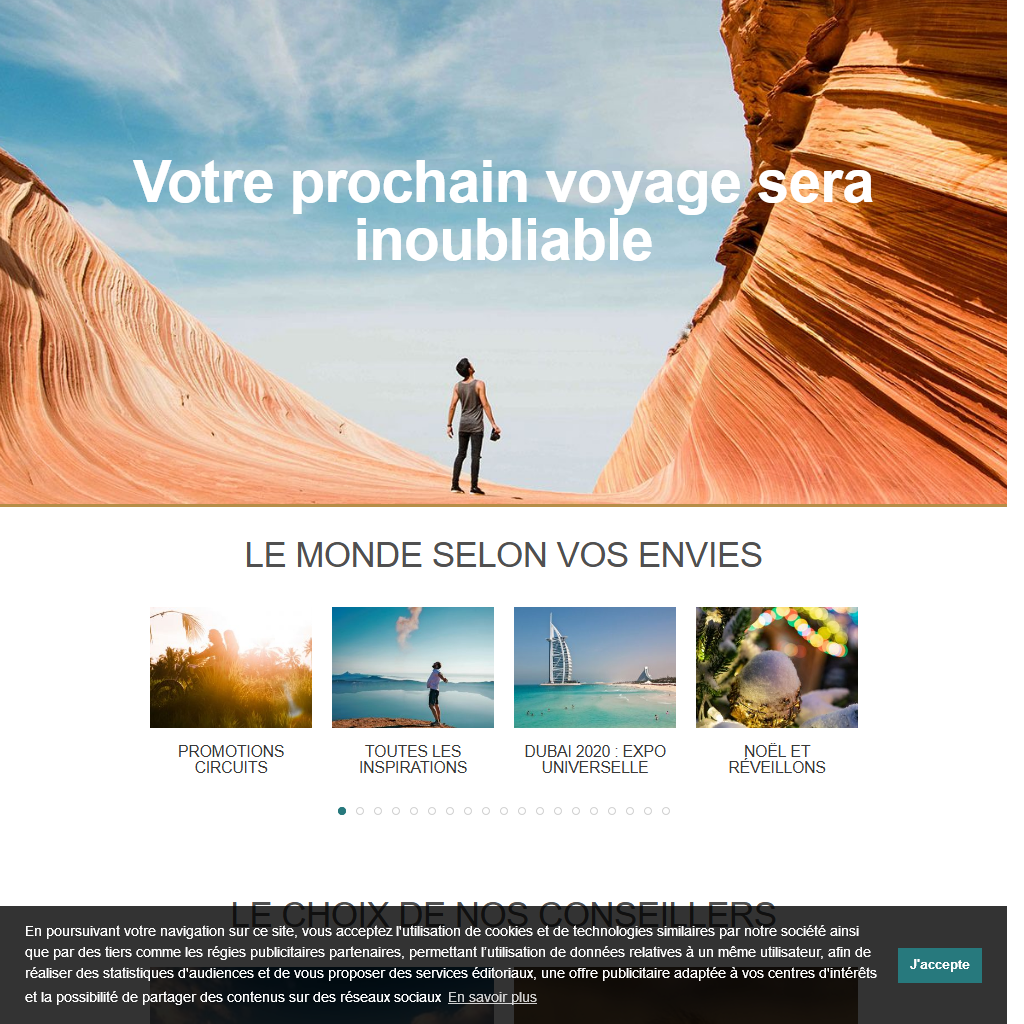 Votre prochain voyage sera
inoubliable
LE MONDE SELON VOS ENVIES
PROMOTIONS
CIRCUITS
TOUTES LES
INSPIRATIONS
DUBAI 2020 : EXPO
UNIVERSELLE
NOËL ET
RÉVEILLONS
LE CHOIX DE NOS CONSEILLERS
En poursuivant votre navigation sur ce site, vous acceptez l'utilisation de cookies et de technologies similaires par notre société ainsi
que par des tiers comme les régies publicitaires partenaires, permettant l'utilisation de données relatives à un même utilisateur, afin de
réaliser des statistiques d'audiences et de vous proposer des services éditoriaux, une offre publicitaire adaptée à vos centres d'intérêts
et la possibilité de partager des contenus sur des réseaux sociaux En savoir plus
J'accepte